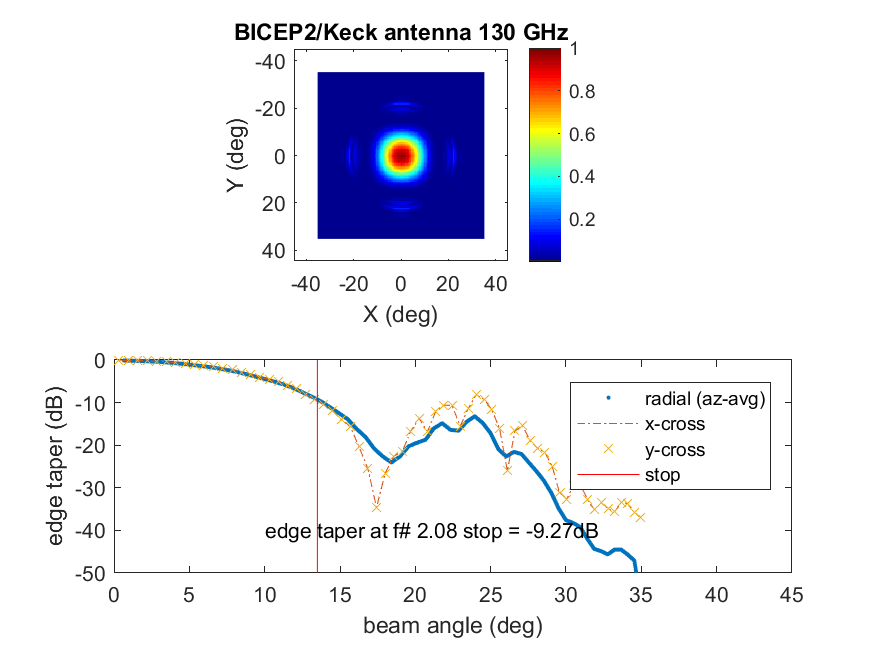 BICEP2/Keck antenna 130 GHz
-40
-20
0
20
40
Y (deg)
-40 -20 0 20 40
X (deg)
1
0.8
0.6
0.4
0.2
0
-10
-20
-30
-40
-50
edge taper (dB)
radial (az-avg)
x-cross
y-cross
stop
edge taper at f# 2.08 stop = -9.27dB
0 5 10 15 20 25 30 35 40 45
beam angle (deg)